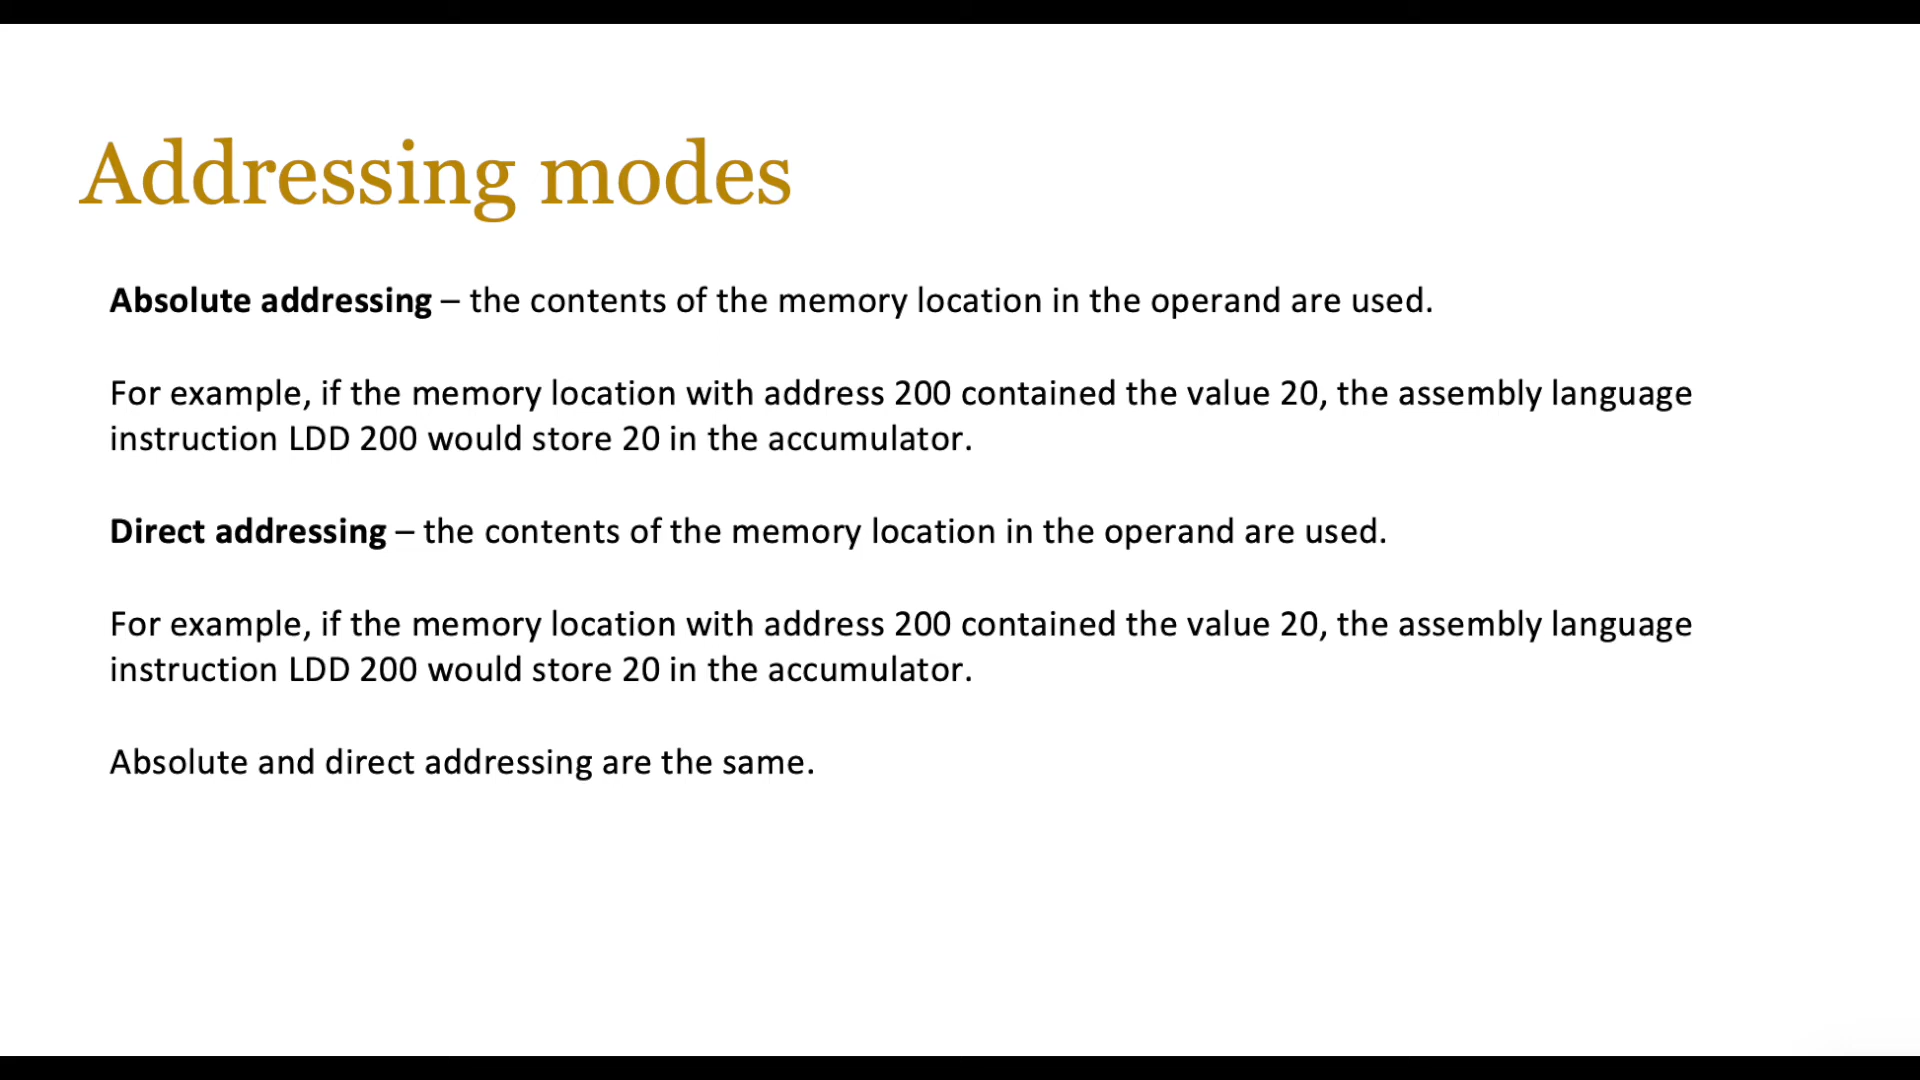 Addressing modes
Absolute addressing – the contents of the memory location in the operand are used.
For example, if the memory location with address 200 contained the value 20, the assembly language
instruction LDD 200 would store 20 in the accumulator.
Direct addressing – the contents of the memory location in the operand are used.
For example, if the memory location with address 200 contained the value 20, the assembly language
instruction LDD 200 would store 20 in the accumulator.
Absolute and direct addressing are the same.